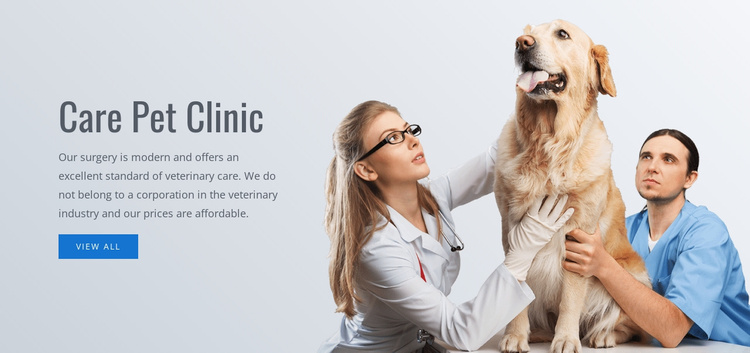 Care Pet Clinic
Our surgery is modern and offers an
excellent standard of veterinary care. We do
not belong to a corporation in the veterinary
industry and our prices are affordable.
VIEW ALL